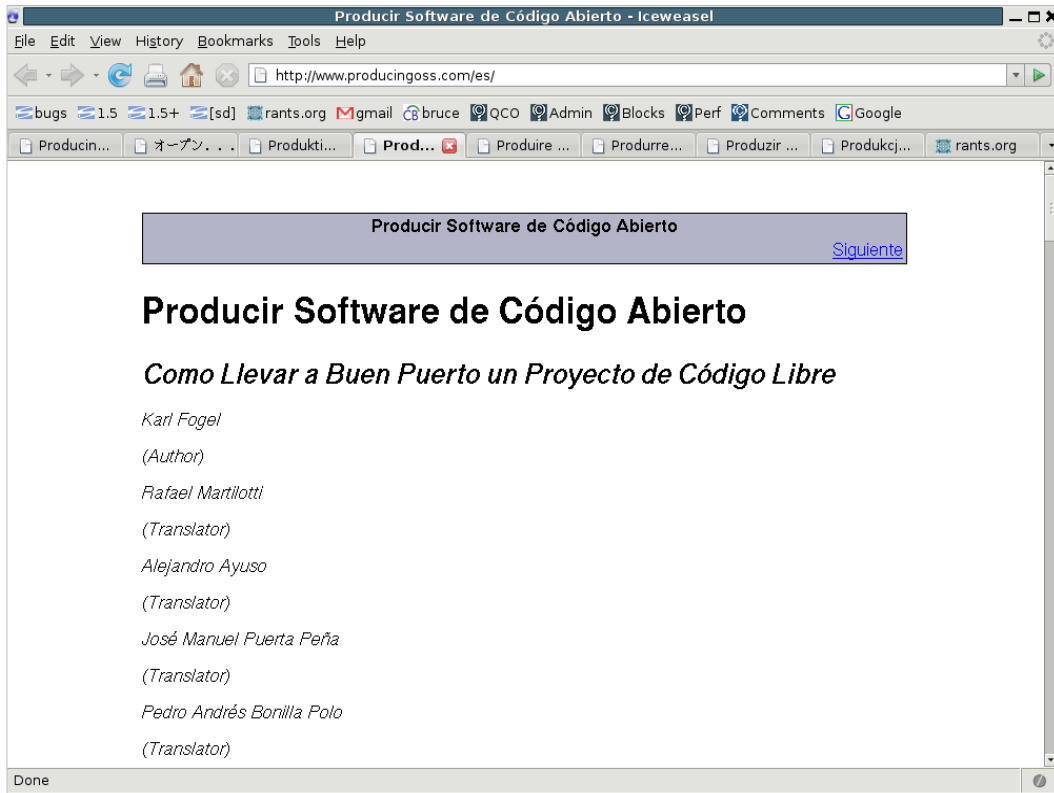 Producir Software de Código Abierto - Iceweasel
File Edit View History Bookmarks Tools Help
http://www.producingoss.com/es/
bugs 1.5 1.5+ [sd] rants.org gmail bruce QCO Admin Blocks Perf Comments Google
Producin... オープン... Produkti... Prod... Produire ... Produrre... Produzir ... Produkcj... rants.org
Producir Software de Código Abierto
Siguiente
Producir Software de Código Abierto
Como Llevar a Buen Puerto un Proyecto de Código Libre
Karl Fogel
(Author)
Rafael Martilotti
(Translator)
Alejandro Ayuso
(Translator)
José Manuel Puerta Peña
(Translator)
Pedro Andrés Bonilla Polo
(Translator)
Done